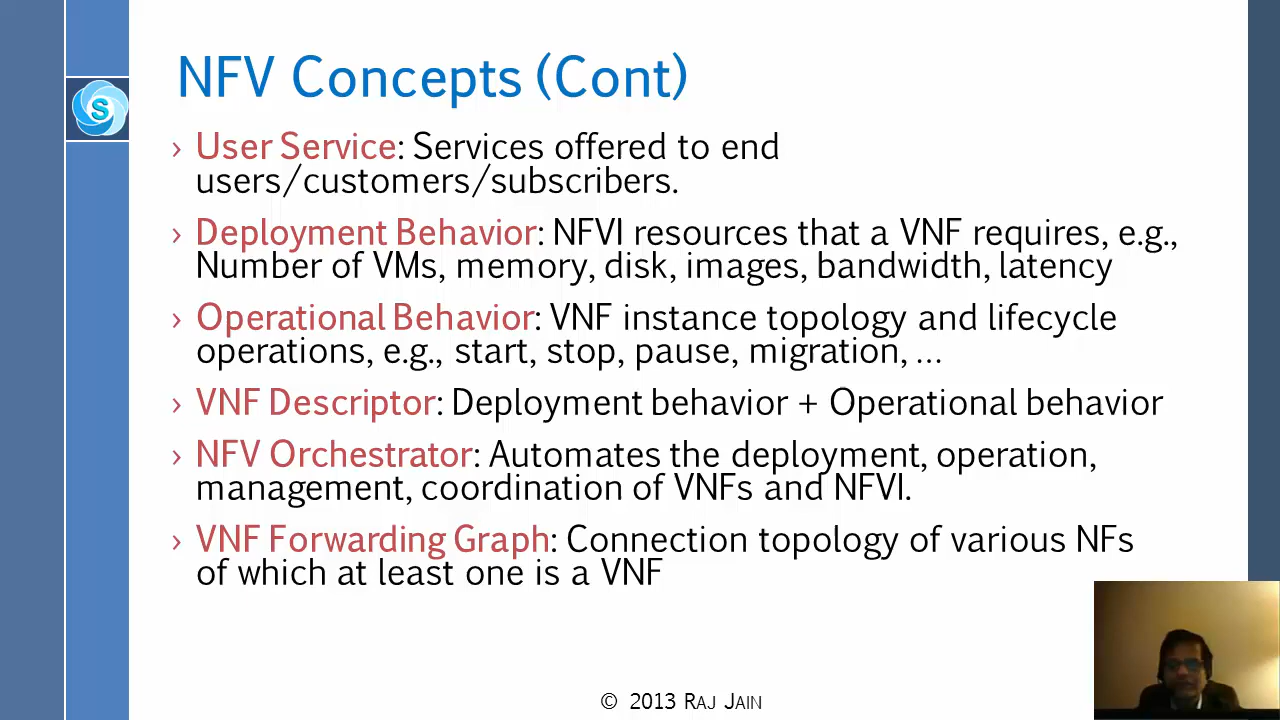 NFV Concepts (Cont)
S
› User Service: Services offered to end
users/customers/subscribers.
› Deployment Behavior: NFVI resources that a VNF requires, e.g.,
Number of VMs, memory, disk, images, bandwidth, latency
› Operational Behavior: VNF instance topology and lifecycle
operations, e.g., start, stop, pause, migration, ...
› VNF Descriptor: Deployment behavior + Operational behavior
› NFV Orchestrator: Automates the deployment, operation,
management, coordination of VNFs and NFVI.
› VNF Forwarding Graph: Connection topology of various NFs
of which at least one is a VNF
© 2013 RAJ JAIN